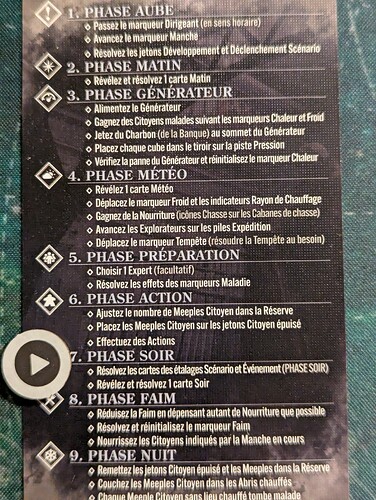 1. PHASE AUBE
Passez le marqueur Dirigeant (en sens horaire)
Avancez le marqueur Manche
Résolvez les jetons Développement et Déclenchement Scénario
2. PHASE MATIN
Révélez et résolvez 1 carte Matin
3. PHASE GÉNÉRATEUR
Alimentez le Générateur
Gagnez des Citoyens malades suivant les marqueurs Chaleur et Froid
Jetez du Charbon (de la Banque) au sommet du Générateur
Placez chaque cube dans le tiroir sur la piste Pression
Vérifiez la panne du Générateur et réinitialisez le marqueur Chaleur
4. PHASE MÉTÉO
Révélez 1 carte Météo
Déplacez le marqueur Froid et les indicateurs Rayon de Chauffage
Gagnez de la Nourriture (icônes Chasse sur les Cabanes de chasse)
Avancez les Explorateurs sur les piles Expédition
Déplacez le marqueur Tempête (résoudre la Tempête au besoin)
5. PHASE PRÉPARATION
Choisir 1 Expert (facultatif)
Résolvez les effets des marqueurs Maladie
6. PHASE ACTION
Ajustez le nombre de Meeples Citoyen dans la Réserve
Placez les Meeples Citoyen sur les jetons Citoyen épuisé
Effectuez des Actions
7. PHASE SOIR
Résolvez les cartes des étalages Scénario et Événement (PHASE SOIR)
Révélez et résolvez 1 carte Soir
8. PHASE FAIM
Réduisez la Faim en dépensant autant de Nourriture que possible
Résolvez et réinitialisez le marqueur Faim
Nourrissez les Citoyens indiqués par la Manche en cours
9. PHASE NUIT
Remettez les jetons Citoyen épuisé et les Meeples dans la Réserve
Couchez les Meeples Citoyen dans les Abris chauffés
Chaque Meeple Citoyen sans lieu chauffé tombe malade